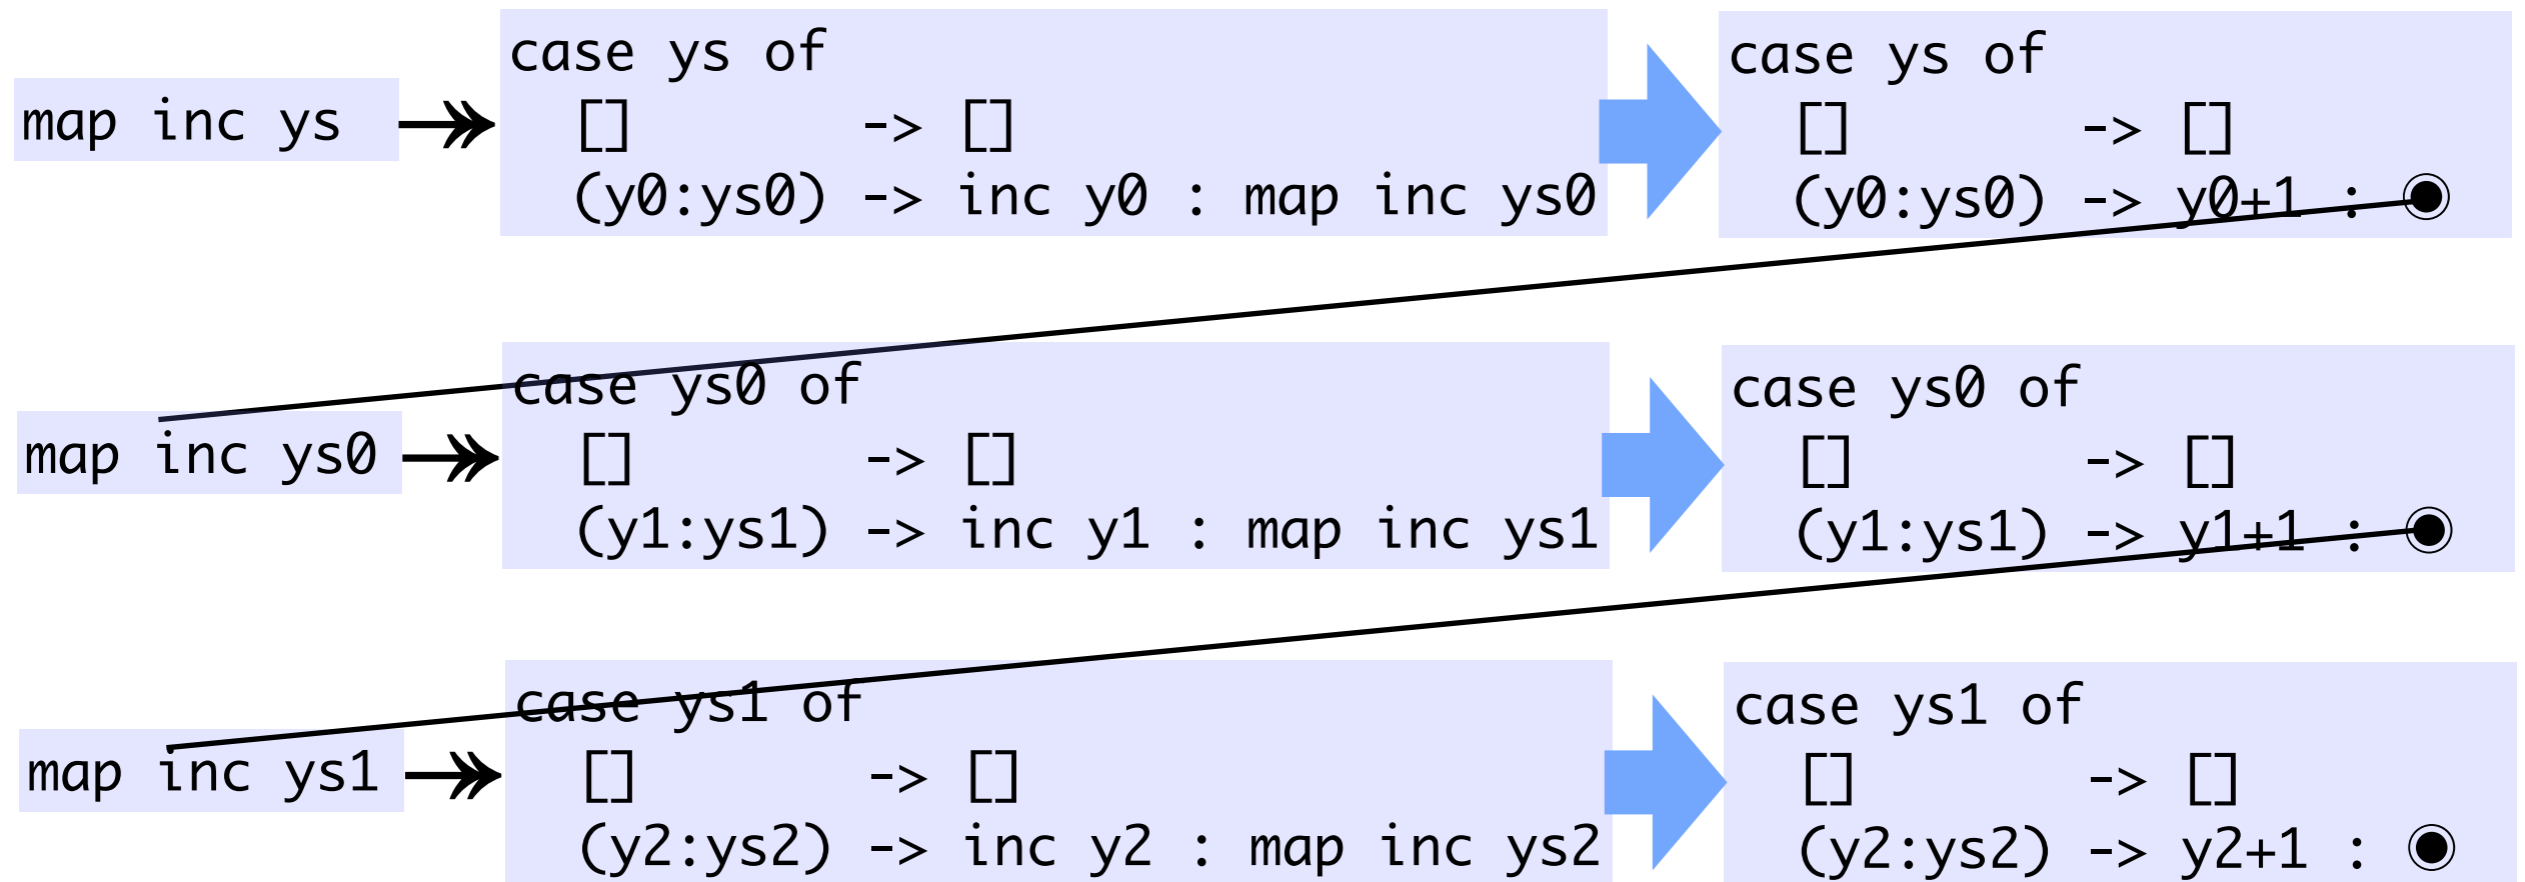 map inc ys
case ys of
[] -> []
(y0:ys0) -> inc y0 : map inc ys0
case ys of
[] -> []
(y0:ys0) -> y0+1 :
map inc ys0
case ys0 of
[] -> []
(y1:ys1) -> inc y1 : map inc ys1
case ys0 of
[] -> []
(y1:ys1) -> y1+1 :
map inc ys1
case ys1 of
[] -> []
(y2:ys2) -> inc y2 : map inc ys2
case ys1 of
[] -> []
(y2:ys2) -> y2+1 :